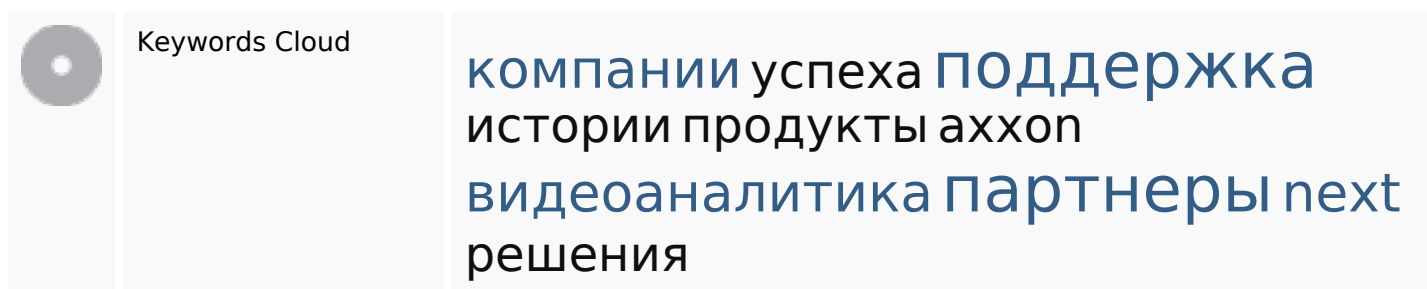 Keywords Cloud
компании успеха поддержка
истории продукты axxon
видеоаналитика партнеры next
решения